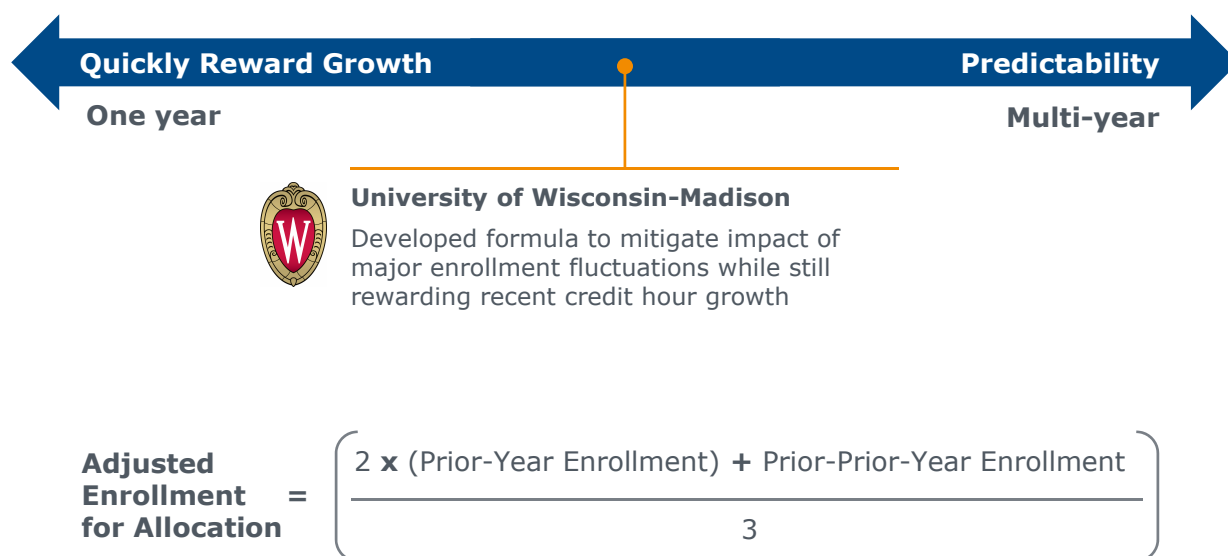 Quickly Reward Growth
Predictability
One year
Multi-year
W
University of Wisconsin-Madison
Developed formula to mitigate impact of
major enrollment fluctuations while still
rewarding recent credit hour growth
Adjusted
Enrollment =
for Allocation
2 x (Prior-Year Enrollment) + Prior-Prior-Year Enrollment
3